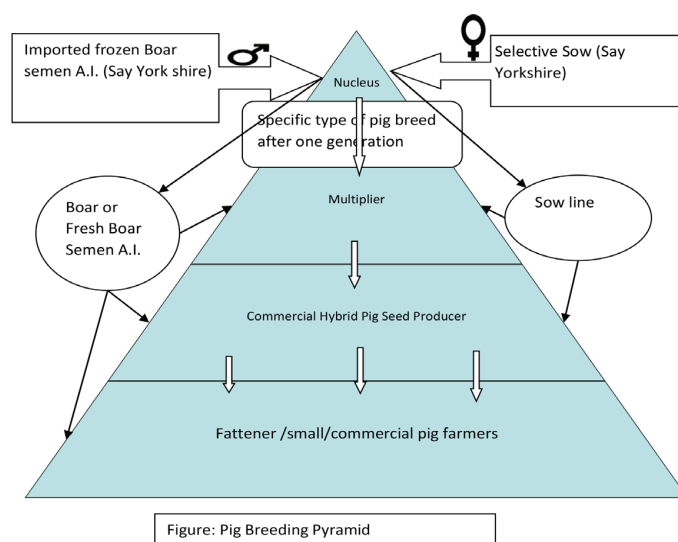 Imported frozen Boar
semen A.I. (Say York shire)
Selective Sow (Say
Yorkshire)
Nucleus
Specific type of pig breed
after one generation
Multiplier
Boar or
Fresh Boar
Semen A.I.
Sow line
Commercial Hybrid Pig Seed Producer
Fattener /small/commercial pig farmers
Figure: Pig Breeding Pyramid